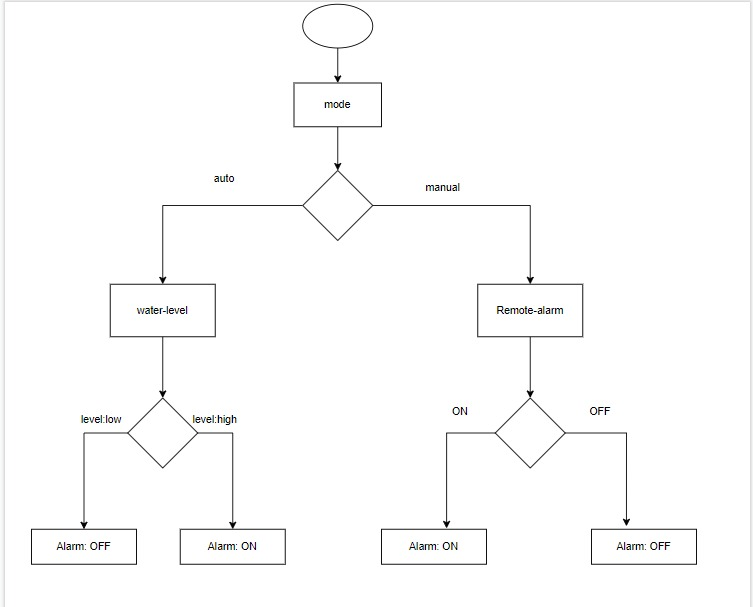 mode
auto
manual
water-level
Remote-alarm
level:low
level:high
ON
OFF
Alarm: OFF
Alarm: ON
Alarm: ON
Alarm: OFF